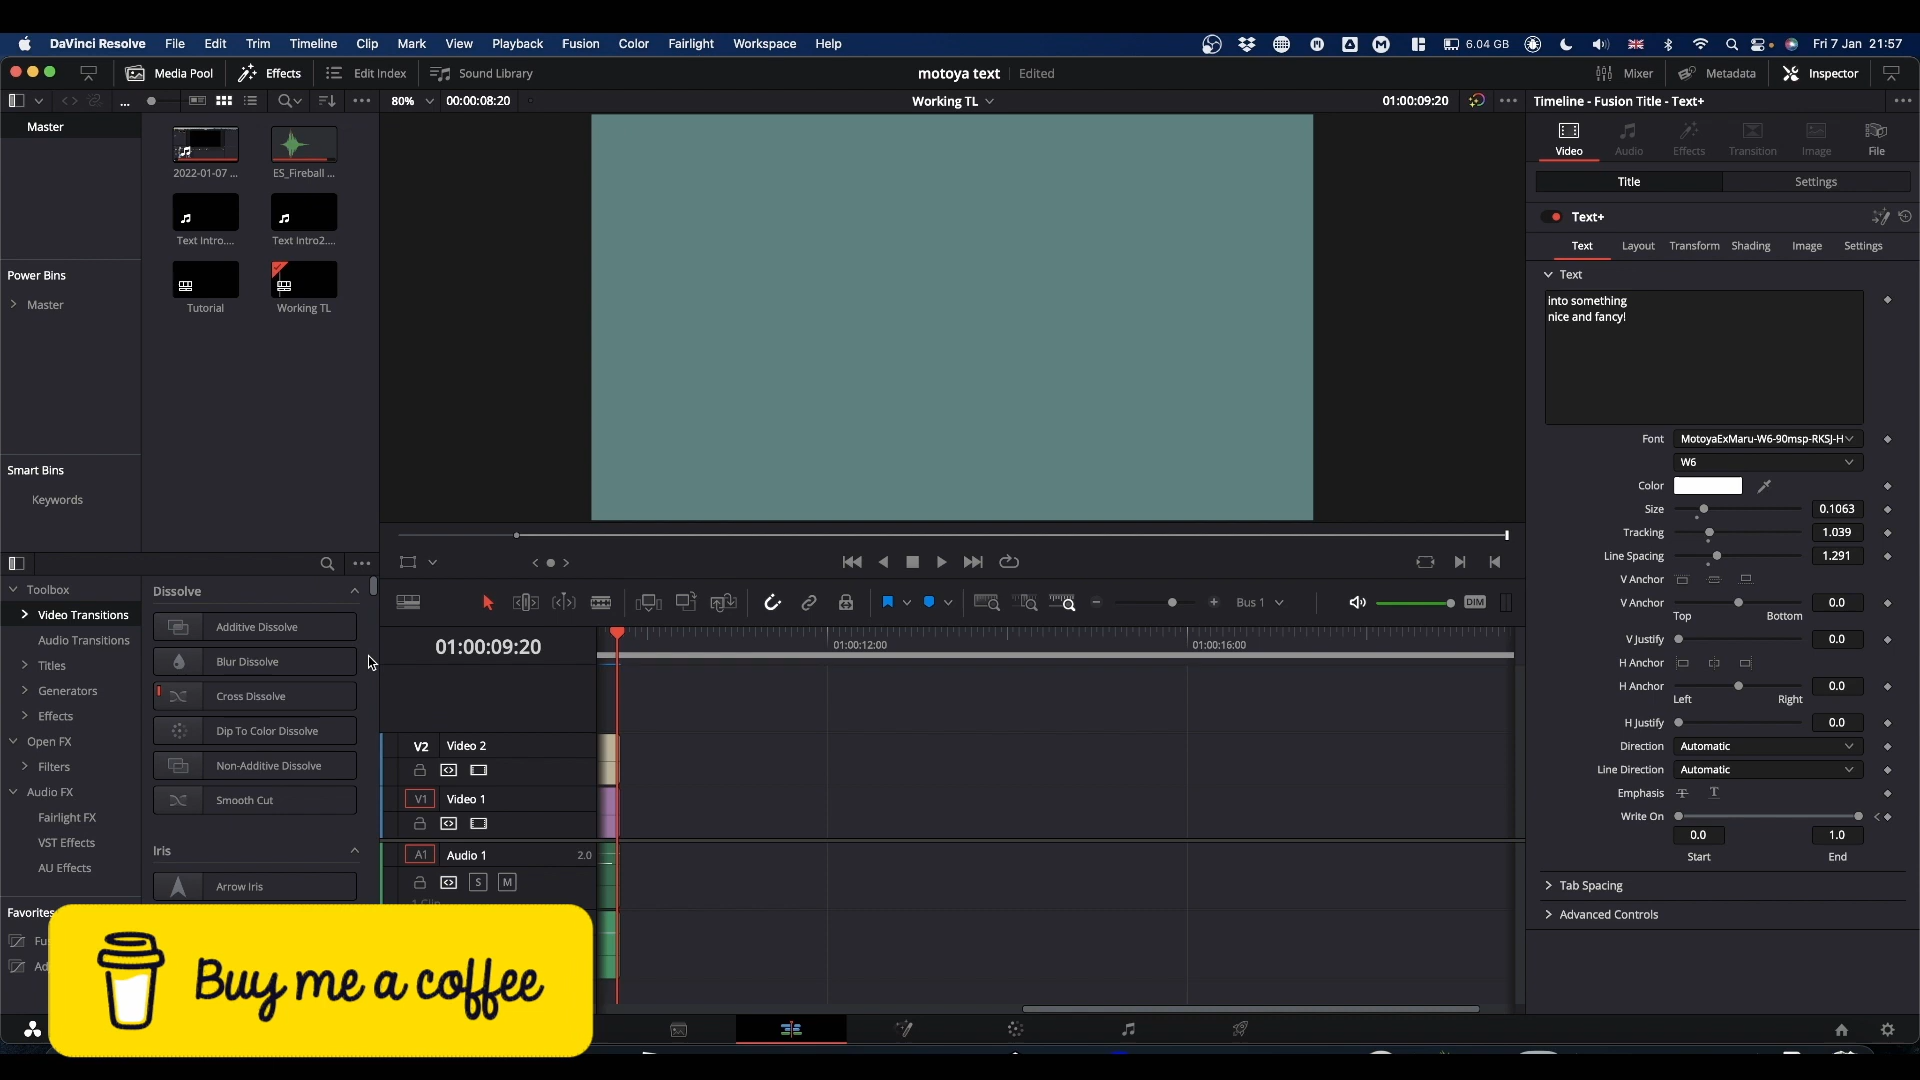 DaVinci Resolve File Edit Trim Timeline Clip Mark View Playback Fusion Color Fairlight Workspace Help 6.04 GB Fri 7 Jan 21:57
Media Pool Effects Edit Index Sound Library motoya text Edited Mixer Metadata Inspector
80% 00:00:08:20 Working TL 01:00:09:20 Timeline - Fusion Title - Text+
Master
2022-01-07 ... ES_Fireball ...
Text Intro.... Text Intro2....
Tutorial Working TL
Power Bins
Master
Smart Bins
Keywords
Video Audio Effects Transition Image File
Title Settings
Text+
Text Layout Transform Shading Image Settings
Text
into something
nice and fancy!
Font MotoyaExMaru-W6-90msp-RKSJ-H
W6
Color
Size 0.1063
Tracking 1.039
Line Spacing 1.291
V Anchor
V Anchor 0.0
Top Bottom
V Justify 0.0
H Anchor
H Anchor 0.0
Left Right
H Justify 0.0
Direction Automatic
Line Direction Automatic
Emphasis T T
Write On
0.0 1.0
Start End
Tab Spacing
Advanced Controls
Toolbox
Video Transitions
Audio Transitions
Titles
Generators
Effects
Open FX
Filters
Audio FX
Fairlight FX
VST Effects
AU Effects
Favorites
Fu
Ad
Dissolve
Additive Dissolve
Blur Dissolve
Cross Dissolve
Dip To Color Dissolve
Non-Additive Dissolve
Smooth Cut
Iris
Arrow Iris
Bus 1 DIM
01:00:09:20 01:00:12:00 01:00:16:00
V2 Video 2
V1 Video 1
A1 Audio 1 2.0
S M
Buy me a coffee